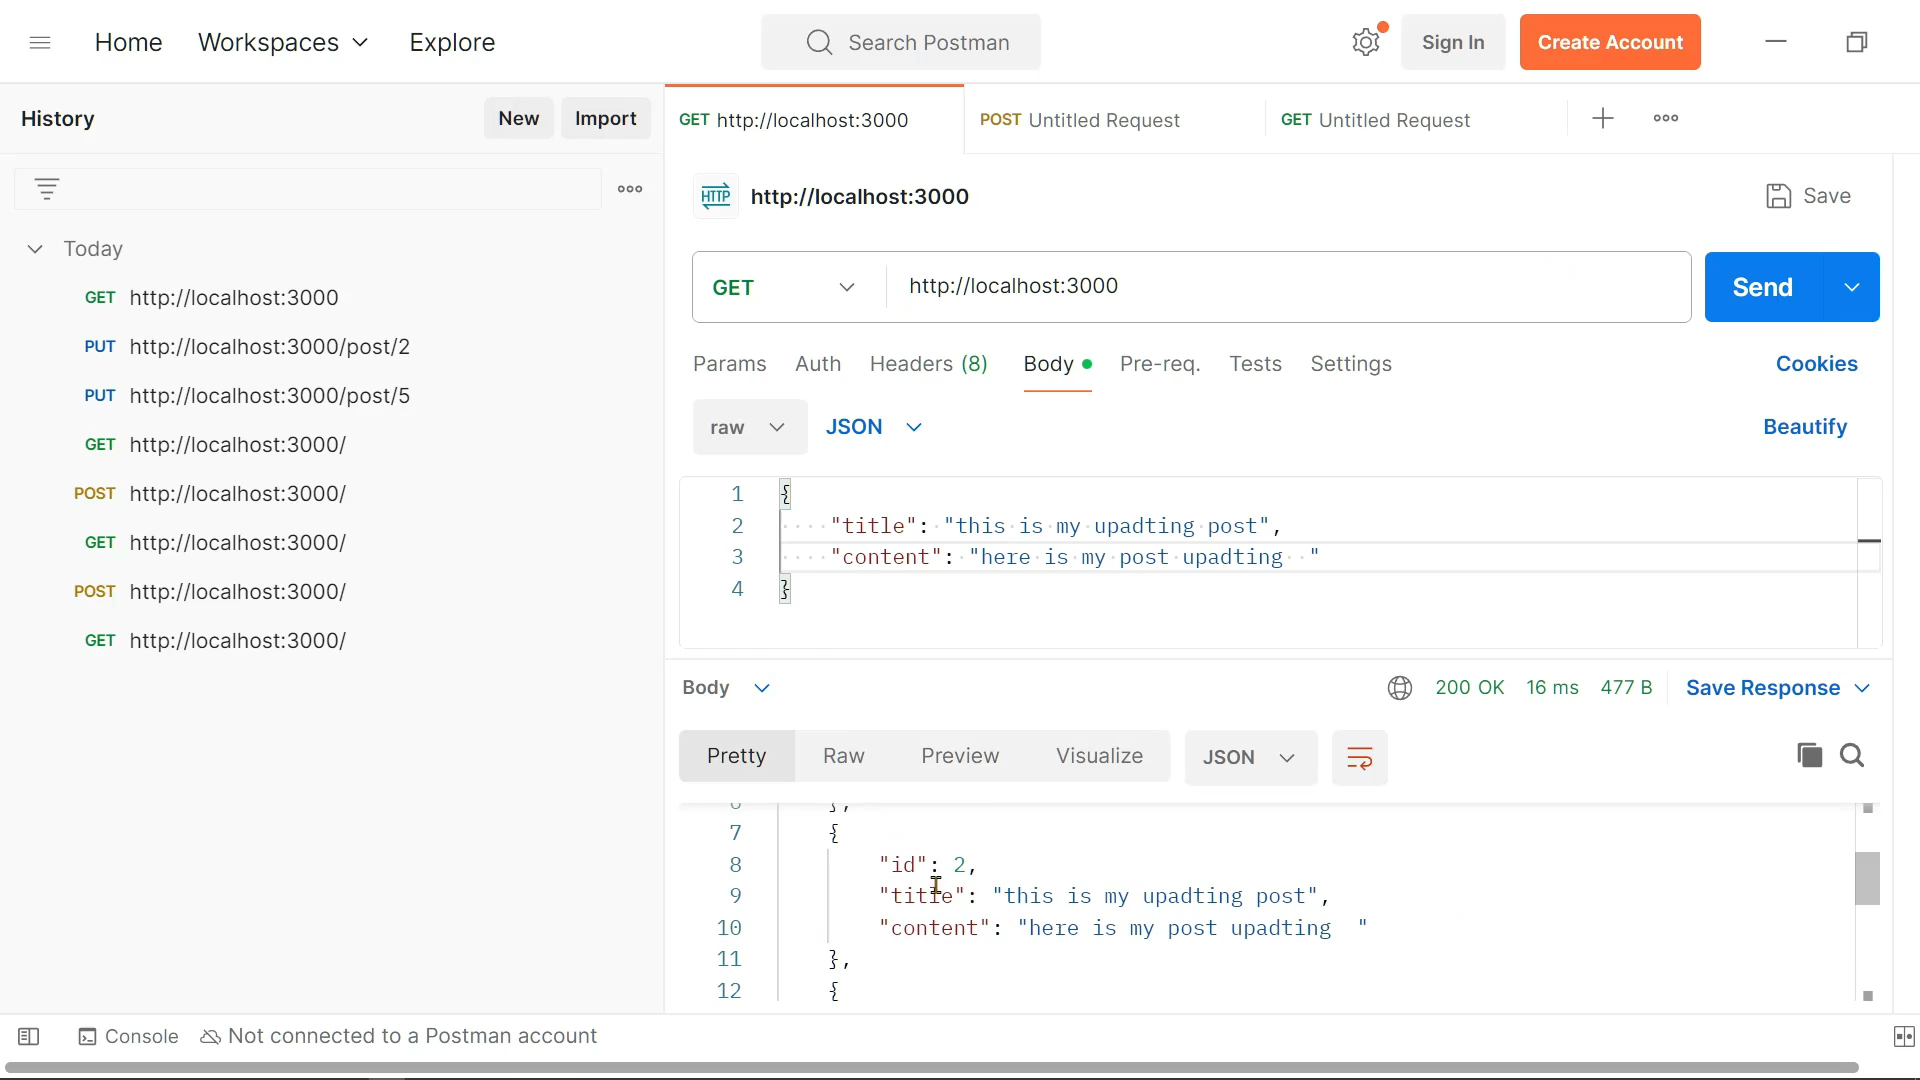 Home Workspaces Explore Search Postman Sign In Create Account
History New Import
GET http://localhost:3000 POST Untitled Request GET Untitled Request
HTTP http://localhost:3000 Save
Today
GET http://localhost:3000
PUT http://localhost:3000/post/2
PUT http://localhost:3000/post/5
GET http://localhost:3000/
POST http://localhost:3000/
GET http://localhost:3000/
POST http://localhost:3000/
GET http://localhost:3000/
GET http://localhost:3000 Send
Params Auth Headers (8) Body Pre-req. Tests Settings Cookies
raw JSON Beautify
1 {
2 "title": "this is my upadting post",
3 "content": "here is my post upadting  "
4 }
Body 200 OK 16 ms 477 B Save Response
Pretty Raw Preview Visualize JSON
6 },
7 {
8 "id": 2,
9 "title": "this is my upadting post",
10 "content": "here is my post upadting  "
11 },
12 {
Console Not connected to a Postman account